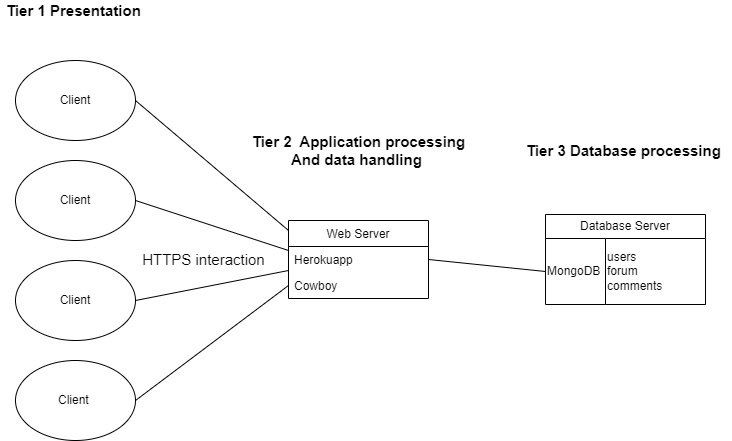 Tier 1 Presentation
Client
Tier 2 Application processing
And data handling
Tier 3 Database processing
Client
Web Server
Database Server
HTTPS interaction
Herokuapp
Cowboy
MongoDB
users
forum
comments
Client
Client